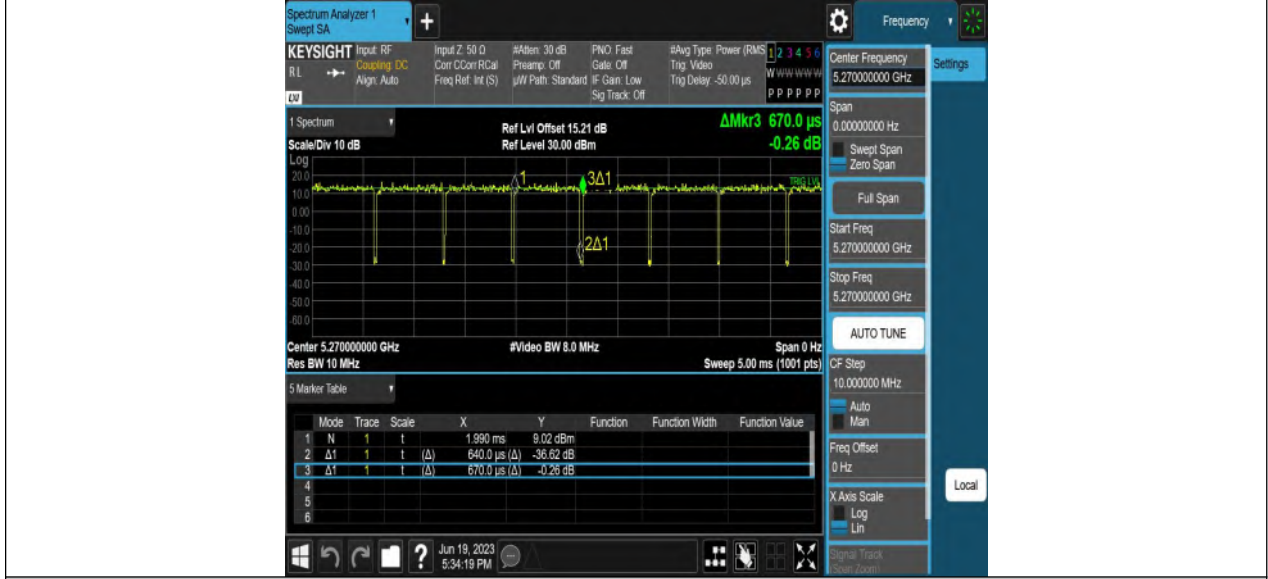 Spectrum Analyzer 1
Swept SA
+
Frequency
KEYSIGHT
RL
LXI
Input: RF
Coupling: DC
Align: Auto
Input Z: 50 Ω
Corr CCorr RCal
Freq Ref: Int (S)
#Atten: 30 dB
Preamp: Off
µW Path: Standard
PNO: Fast
Gate: Off
IF Gain: Low
Sig Track: Off
#Avg Type: Power (RMS
Trig: Video
Trig Delay: -50.00 µs
1 2 3 4 5 6
W W W W W W
P P P P P P
Center Frequency
5.270000000 GHz
Settings
Span
0.00000000 Hz
Swept Span
Zero Span
Full Span
Start Freq
5.270000000 GHz
Stop Freq
5.270000000 GHz
AUTO TUNE
CF Step
10.000000 MHz
Auto
Man
Freq Offset
0 Hz
X Axis Scale
Log
Lin
Signal Track
(Span Zoom)
Local
1 Spectrum
Scale/Div 10 dB
Log
Ref Lvl Offset 15.21 dB
Ref Level 30.00 dBm
ΔMkr3 670.0 µs
-0.26 dB
20.0
10.0
0.00
-10.0
-20.0
-30.0
-40.0
-50.0
-60.0
1
3Δ1
2Δ1
TRIG LVL
Center 5.270000000 GHz
Res BW 10 MHz
#Video BW 8.0 MHz
Span 0 Hz
Sweep 5.00 ms (1001 pts)
5 Marker Table
Mode Trace Scale X Y Function Function Width Function Value
1 N 1 t 1.990 ms 9.02 dBm
2 Δ1 1 t (Δ) 640.0 µs (Δ) -36.62 dB
3 Δ1 1 t (Δ) 670.0 µs (Δ) -0.26 dB
4
5
6
?
Jun 19, 2023
5:34:19 PM